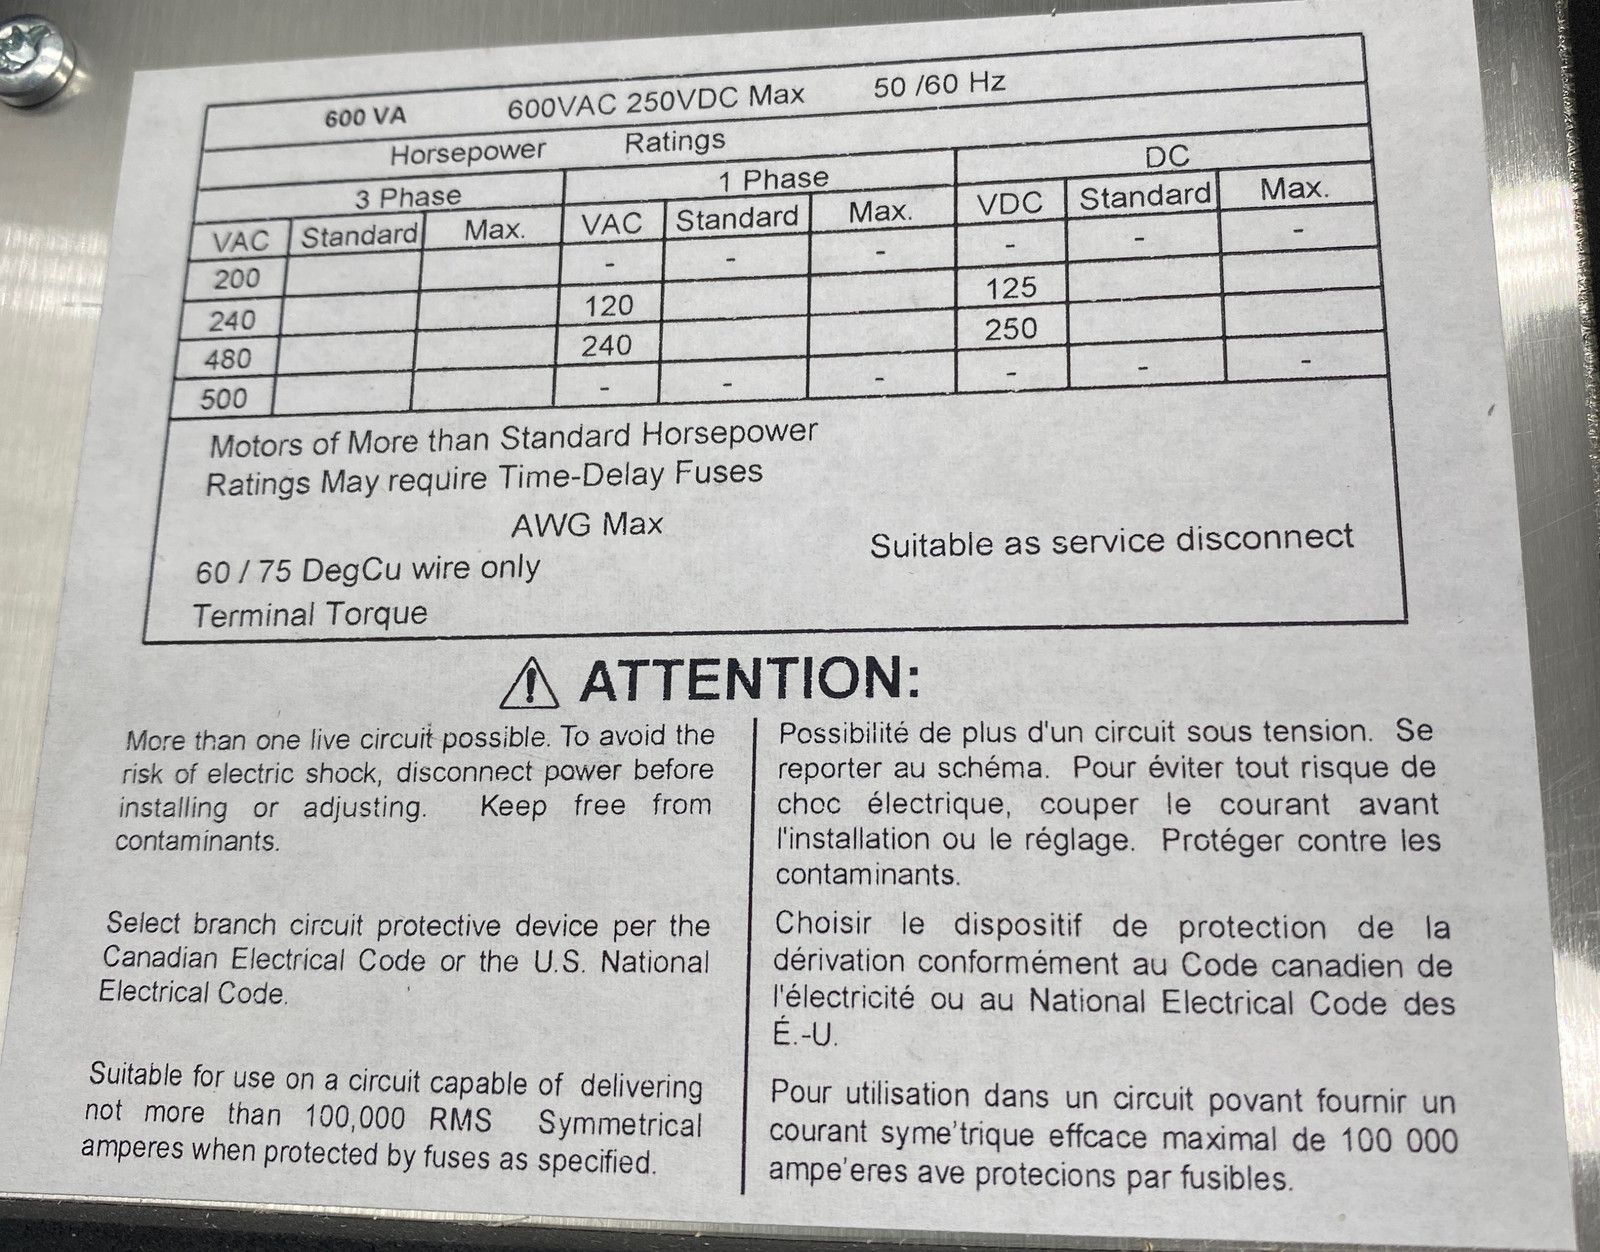 600 VA 600VAC 250VDC Max 50 /60 Hz
Horsepower Ratings
3 Phase 1 Phase DC
VAC Standard Max. VAC Standard Max. VDC Standard Max.
200 - - - - - -
240 120 125
480 240 250
500 - - - - - -
Motors of More than Standard Horsepower
Ratings May require Time-Delay Fuses
AWG Max
60 / 75 DegCu wire only
Terminal Torque
Suitable as service disconnect
⚠ ATTENTION:
More than one live circuit possible. To avoid the
risk of electric shock, disconnect power before
installing or adjusting. Keep free from
contaminants.
Select branch circuit protective device per the
Canadian Electrical Code or the U.S. National
Electrical Code.
Suitable for use on a circuit capable of delivering
not more than 100,000 RMS Symmetrical
amperes when protected by fuses as specified.
Possibilité de plus d'un circuit sous tension. Se
reporter au schéma. Pour éviter tout risque de
choc électrique, couper le courant avant
l'installation ou le réglage. Protéger contre les
contaminants.
Choisir le dispositif de protection de la
dérivation conformément au Code canadien de
l'électricité ou au National Electrical Code des
É.-U.
Pour utilisation dans un circuit povant fournir un
courant syme'trique effcace maximal de 100 000
ampe'eres ave protecions par fusibles.